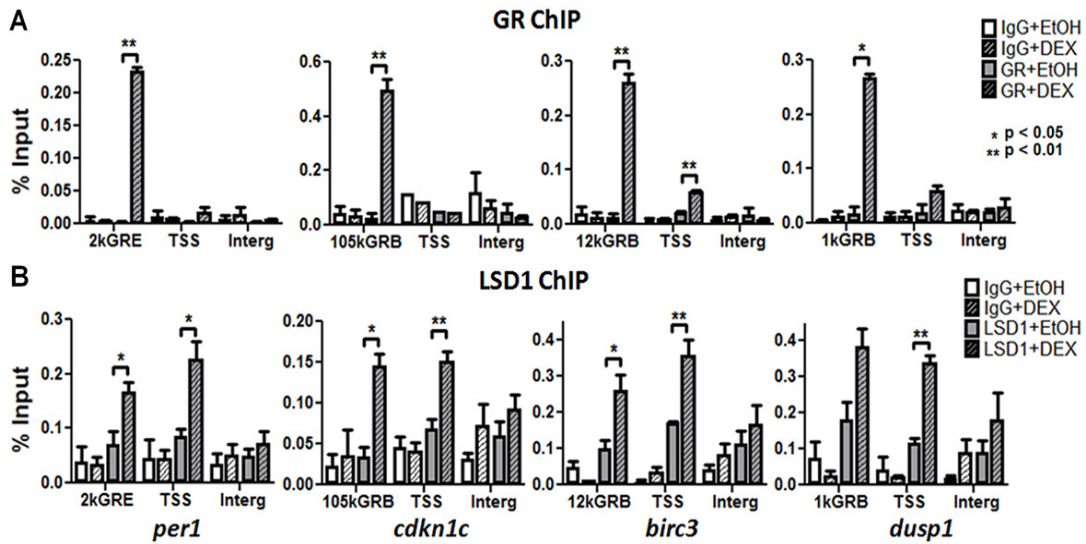 A
GR ChIP
IgG+EtOH
IgG+DEX
GR+EtOH
GR+DEX
* p < 0.05
** p < 0.01
% Input
0.25
0.20
0.15
0.10
0.05
0.00
**
2kGRE TSS Interg
0.6
0.4
0.2
0.0
**
105kGRB TSS Interg
0.3
0.2
0.1
0.0
**
**
12kGRB TSS Interg
0.3
0.2
0.1
0.0
*
1kGRB TSS Interg
B
LSD1 ChIP
IgG+EtOH
IgG+DEX
LSD1+EtOH
LSD1+DEX
% Input
0.3
0.2
0.1
0.0
*
*
2kGRE TSS Interg
per1
0.20
0.15
0.10
0.05
0.00
*
**
105kGRB TSS Interg
cdkn1c
0.4
0.3
0.2
0.1
0.0
*
**
12kGRB TSS Interg
birc3
0.4
0.3
0.2
0.1
0.0
**
1kGRB TSS Interg
dusp1